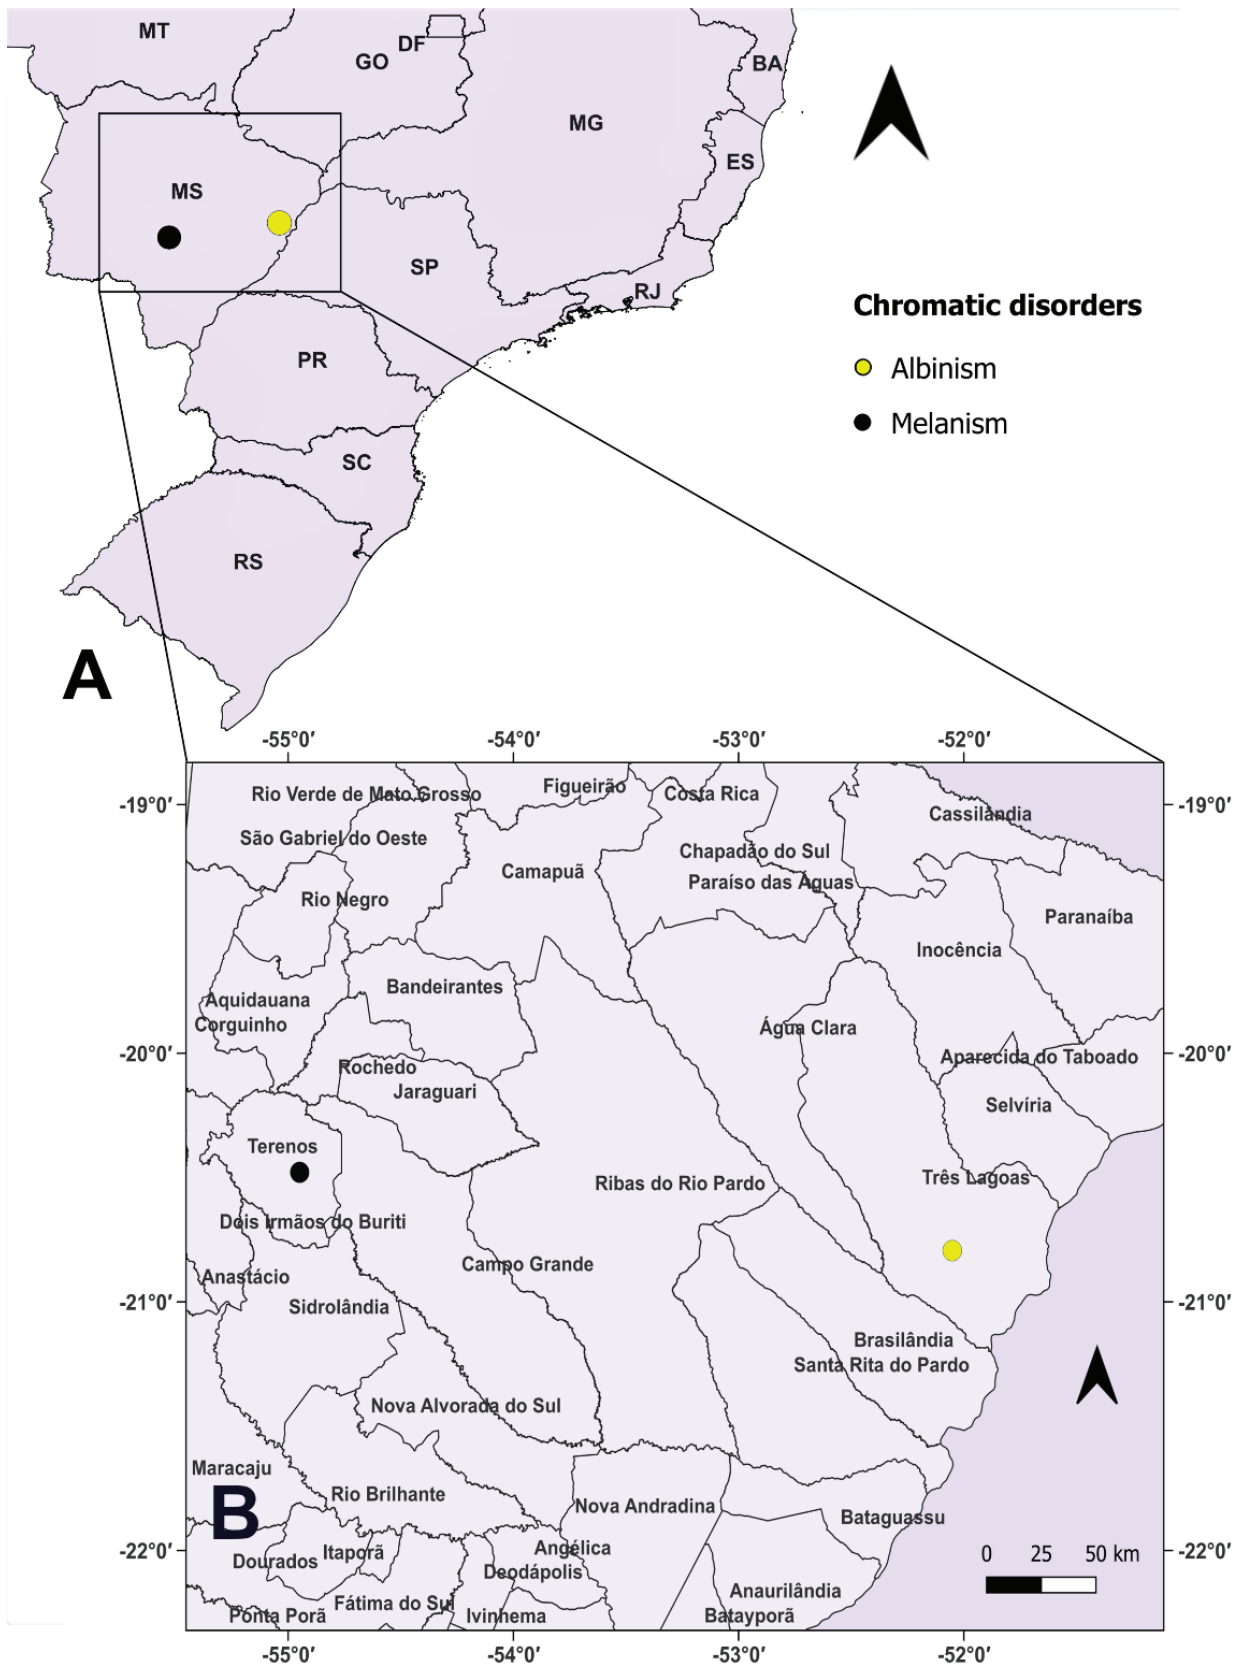 MT
DF
GO
BA
MG
ES
MS
SP
RJ
PR
SC
RS
Chromatic disorders
Albinism
Melanism
A
-55°0′ -54°0′ -53°0′ -52°0′
-19°0′ -19°0′
Rio Verde de Mato Grosso
Figueirão
Costa Rica
Cassilândia
São Gabriel do Oeste
Chapadão do Sul
Camapuã
Paraíso das Águas
Rio Negro
Paranaíba
Inocência
Bandeirantes
Aquidauana
Corguinho
Água Clara
-20°0′ -20°0′
Aparecida do Taboado
Rochedo
Jaraguari
Selvíria
Terenos
Três Lagoas
Ribas do Rio Pardo
Dois Irmãos do Buriti
Campo Grande
Anastácio
-21°0′ -21°0′
Sidrolândia
Brasilândia
Santa Rita do Pardo
Nova Alvorada do Sul
Maracaju
Rio Brilhante
Nova Andradina
Bataguassu
B
-22°0′ -22°0′
Angélica
Itaporã
Dourados
Deodápolis
0 25 50 km
Anaurilândia
Fátima do Sul
Ponta Porã
Ivinhema
Batayporã
-55°0′ -54°0′ -53°0′ -52°0′